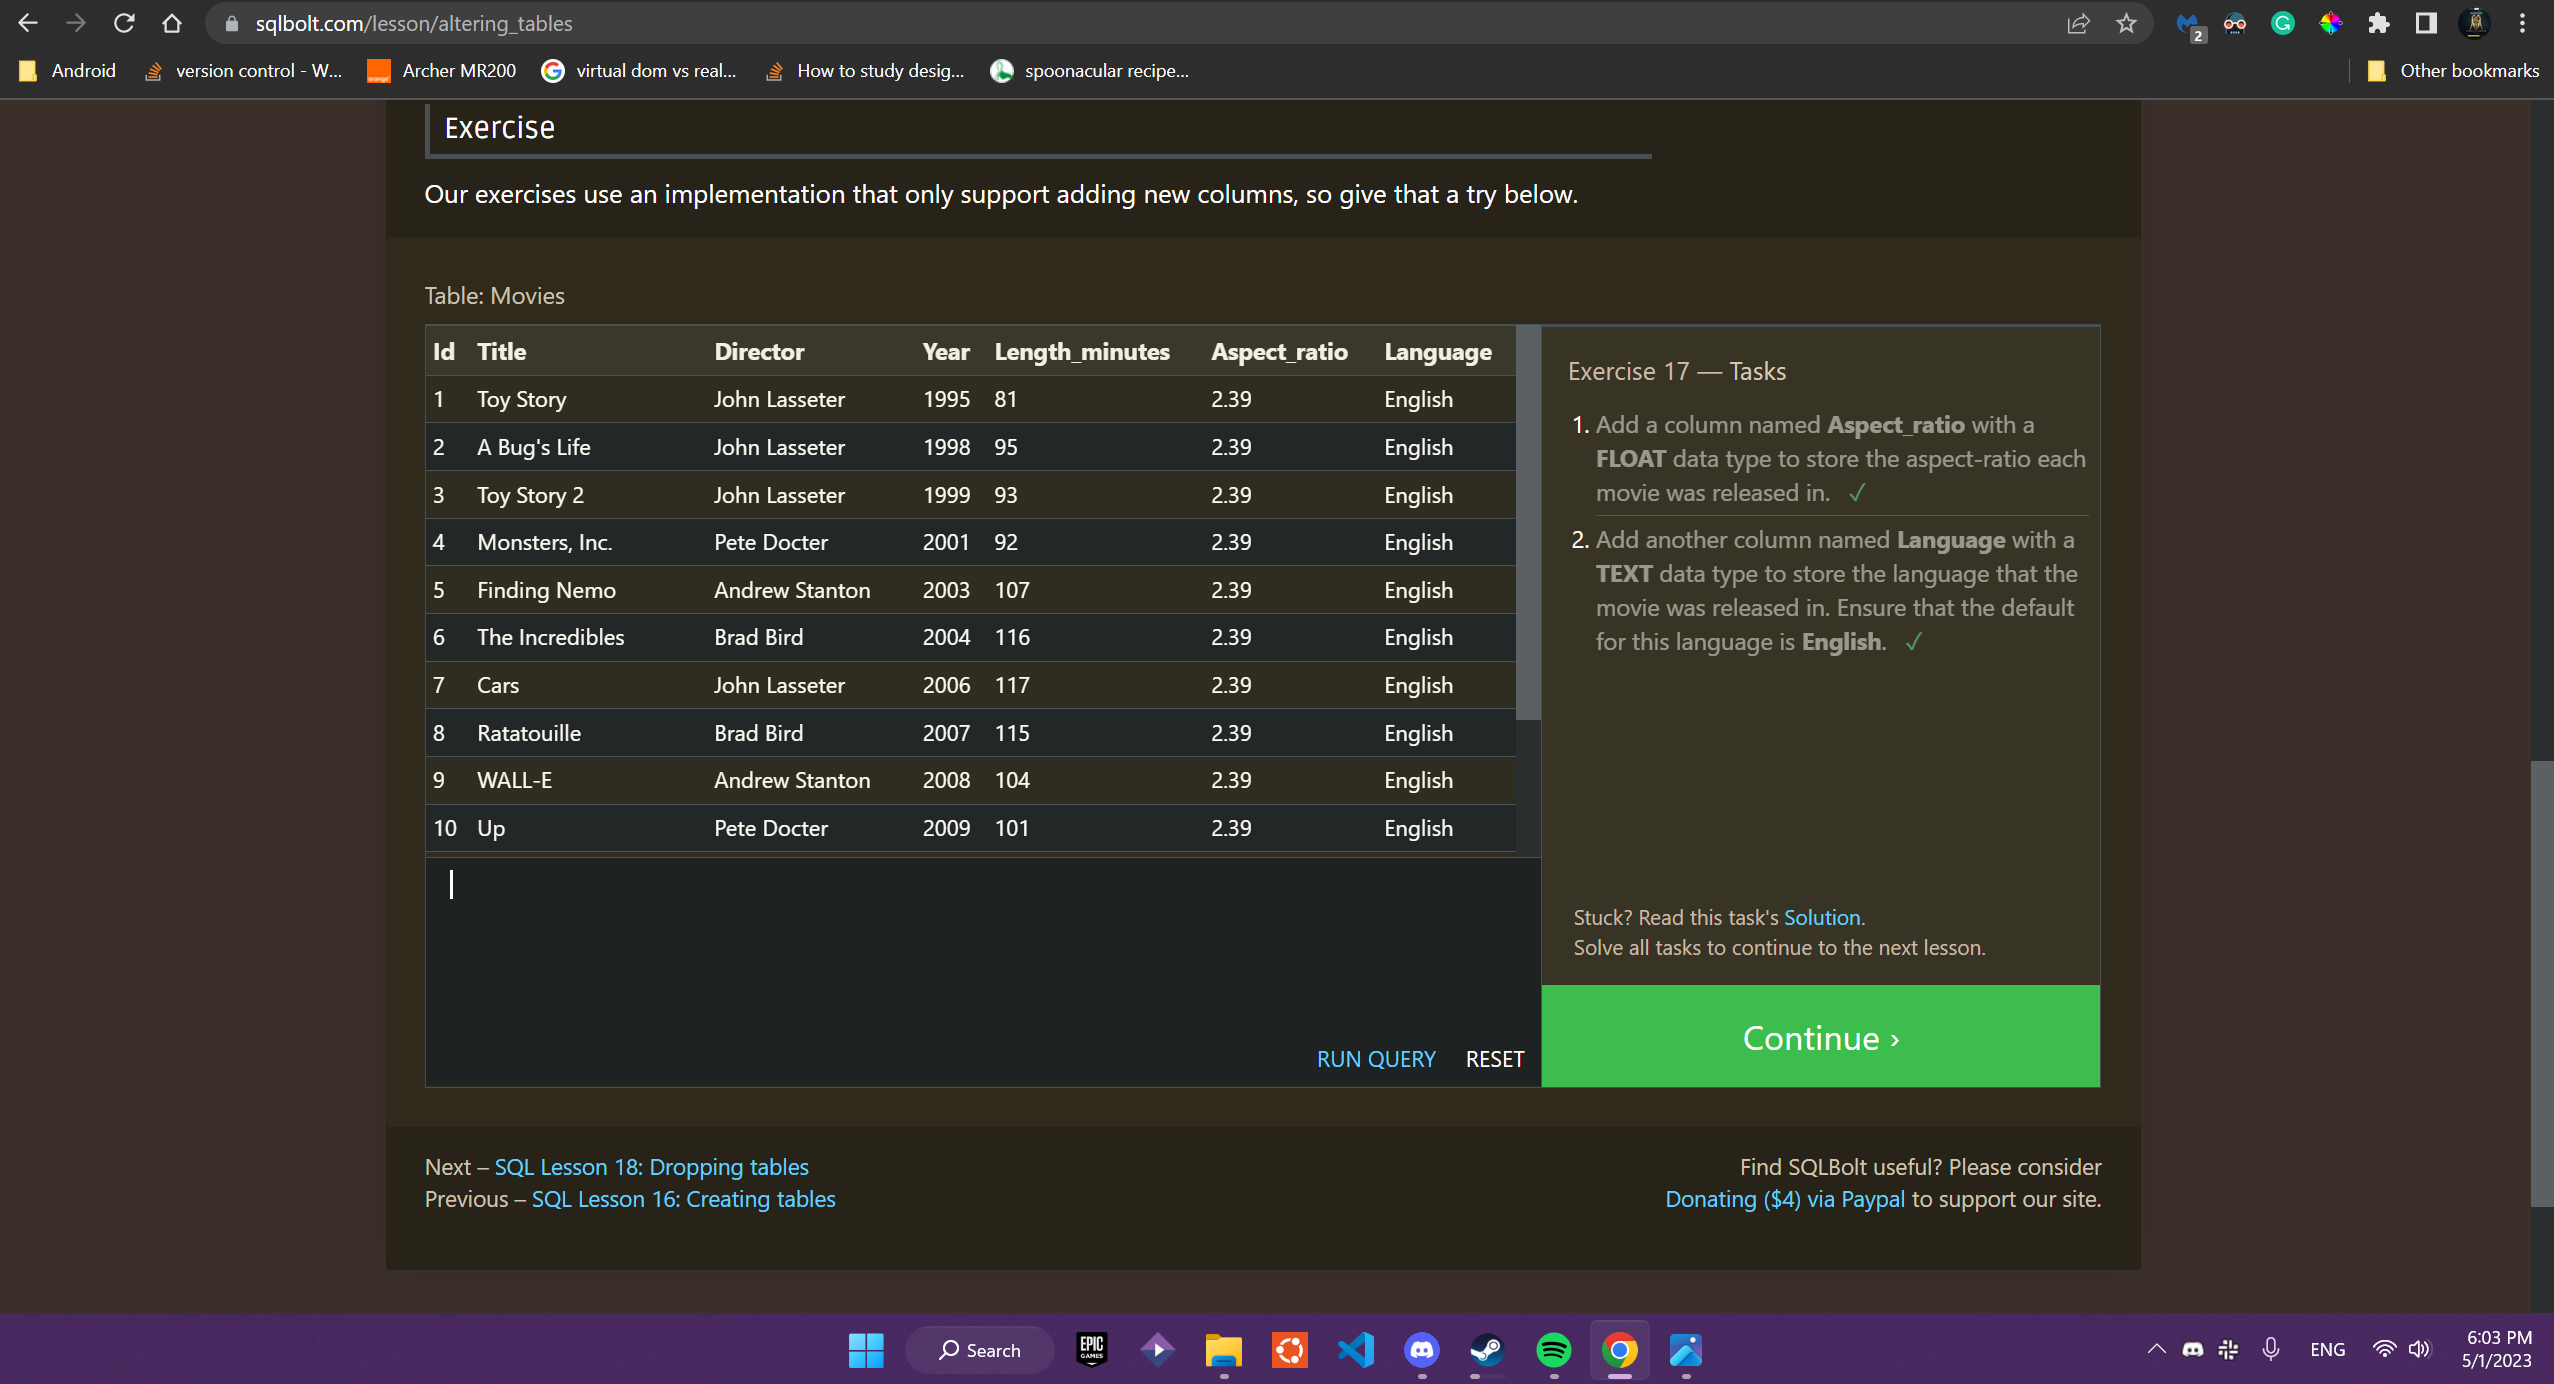 sqlbolt.com/lesson/altering_tables
2
Android
version control - W...
Archer MR200
virtual dom vs real...
How to study desig...
spoonacular recipe...
Other bookmarks
Exercise
Our exercises use an implementation that only support adding new columns, so give that a try below.
Table: Movies
Id Title Director Year Length_minutes Aspect_ratio Language
1 Toy Story John Lasseter 1995 81 2.39 English
2 A Bug's Life John Lasseter 1998 95 2.39 English
3 Toy Story 2 John Lasseter 1999 93 2.39 English
4 Monsters, Inc. Pete Docter 2001 92 2.39 English
5 Finding Nemo Andrew Stanton 2003 107 2.39 English
6 The Incredibles Brad Bird 2004 116 2.39 English
7 Cars John Lasseter 2006 117 2.39 English
8 Ratatouille Brad Bird 2007 115 2.39 English
9 WALL-E Andrew Stanton 2008 104 2.39 English
10 Up Pete Docter 2009 101 2.39 English
RUN QUERY RESET
Exercise 17 — Tasks
1. Add a column named Aspect_ratio with a
FLOAT data type to store the aspect-ratio each
movie was released in. ✓
2. Add another column named Language with a
TEXT data type to store the language that the
movie was released in. Ensure that the default
for this language is English. ✓
Stuck? Read this task's Solution.
Solve all tasks to continue to the next lesson.
Continue ›
Next – SQL Lesson 18: Dropping tables
Previous – SQL Lesson 16: Creating tables
Find SQLBolt useful? Please consider
Donating ($4) via Paypal to support our site.
Search
EPIC
GAMES
ENG
6:03 PM
5/1/2023